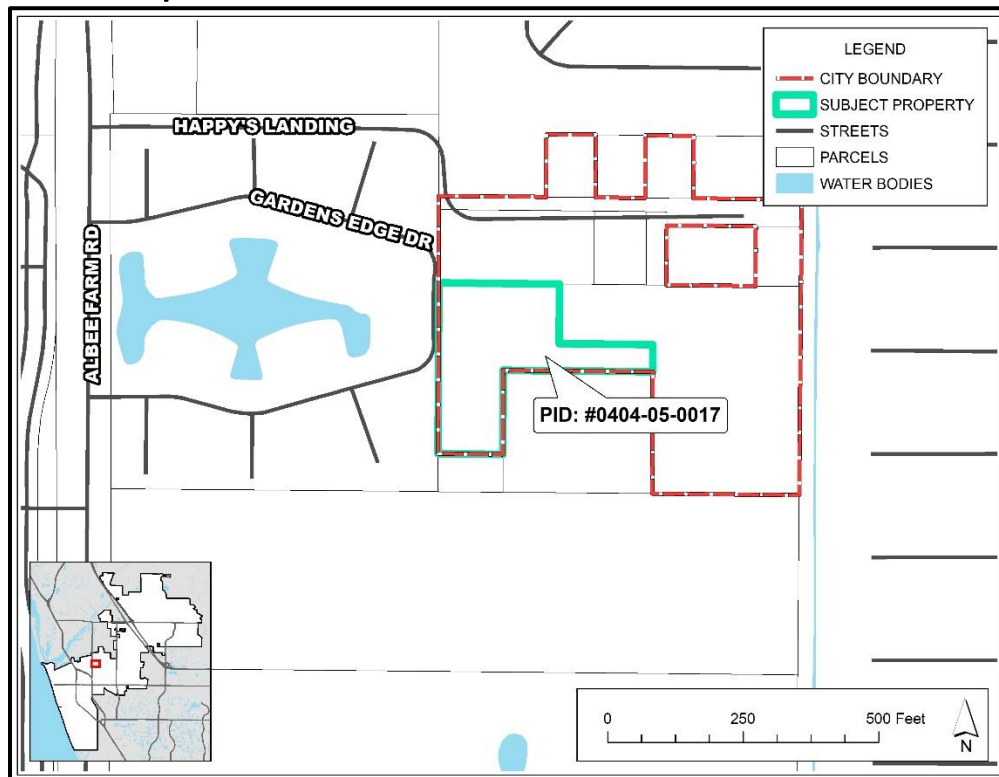 LEGEND
CITY BOUNDARY
SUBJECT PROPERTY
STREETS
PARCELS
WATER BODIES
HAPPY'S LANDING
GARDENS EDGE DR
ALBEE FARM RD
PID: #0404-05-0017
0 250 500 Feet
N